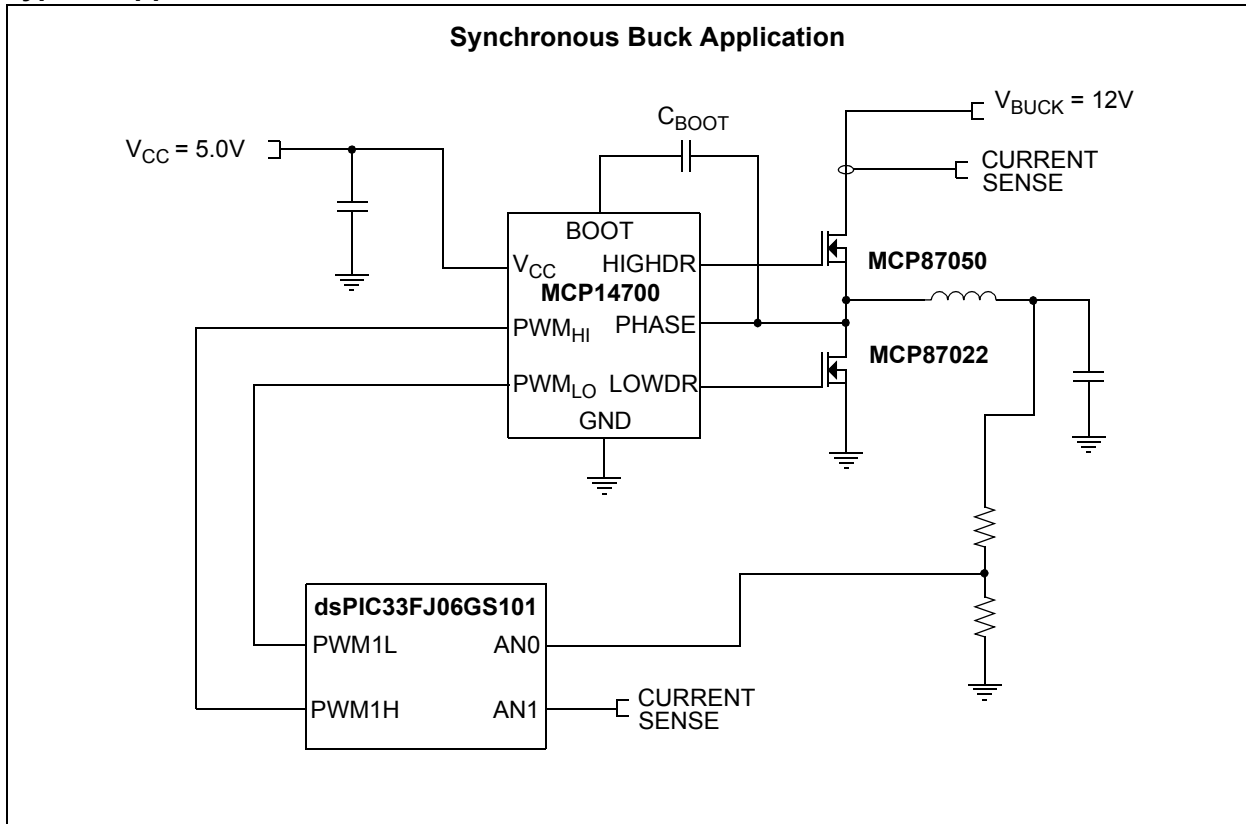 Synchronous Buck Application
V_BUCK = 12V
C_BOOT
V_CC = 5.0V
CURRENT
SENSE
BOOT
V_CC
HIGHDR
MCP87050
MCP14700
PWM_HI
PHASE
MCP87022
PWM_LO
LOWDR
GND
dsPIC33FJ06GS101
PWM1L
AN0
PWM1H
AN1
CURRENT
SENSE